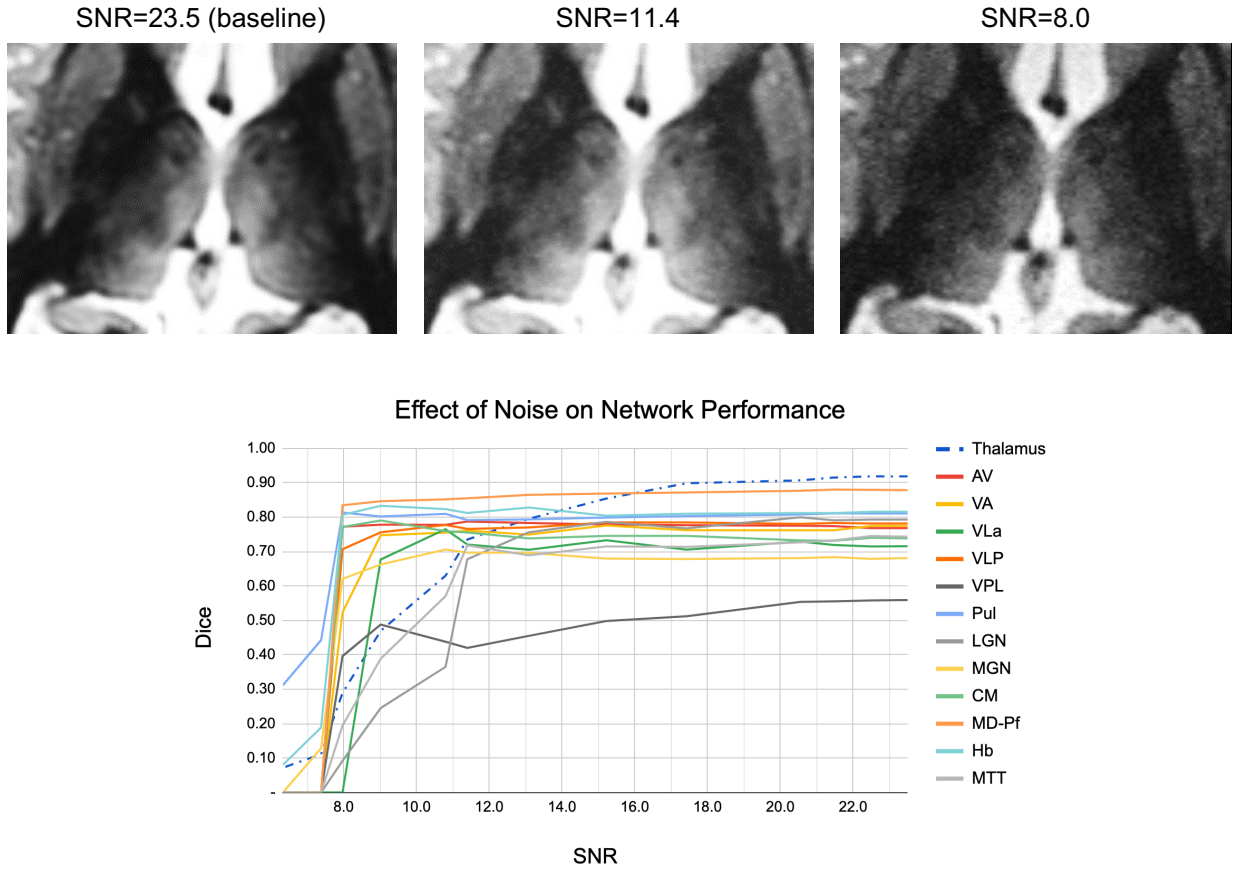 SNR=23.5 (baseline)
SNR=11.4
SNR=8.0
Effect of Noise on Network Performance
1.00
0.90
0.80
0.70
0.60
0.50
0.40
0.30
0.20
0.10
-
Dice
8.0
10.0
12.0
14.0
16.0
18.0
20.0
22.0
SNR
Thalamus
AV
VA
VLa
VLP
VPL
Pul
LGN
MGN
CM
MD-Pf
Hb
MTT